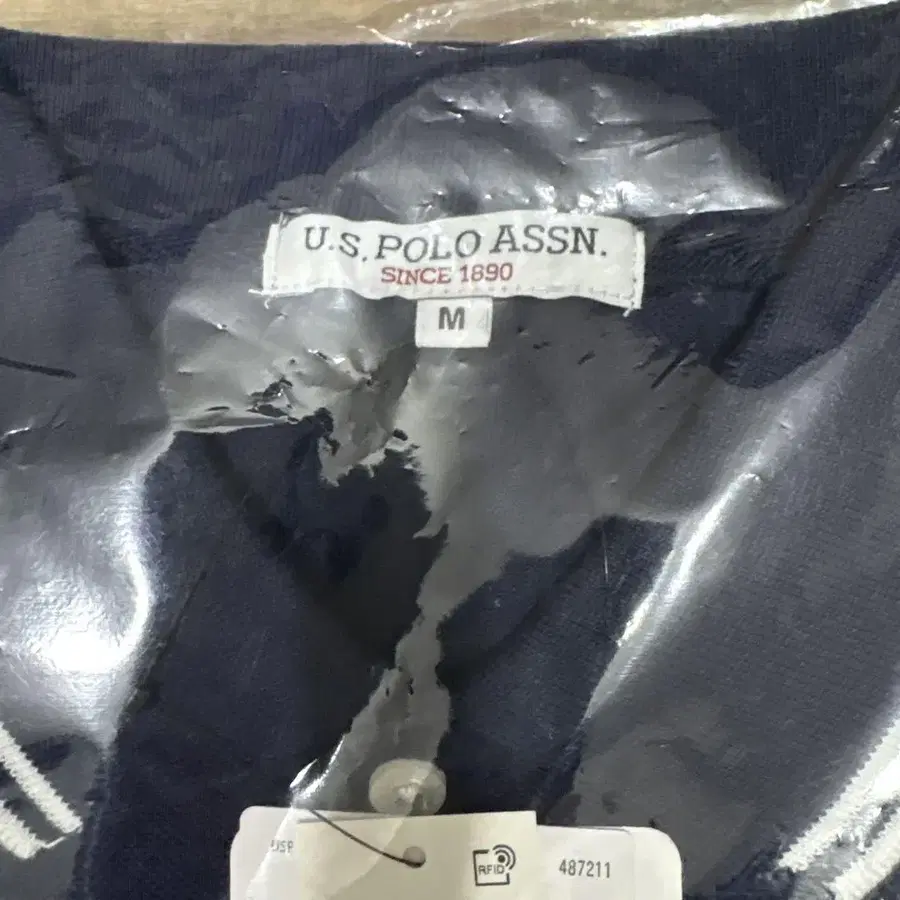 U.S. POLO ASSN.
SINCE 1890
M
RFID
487211